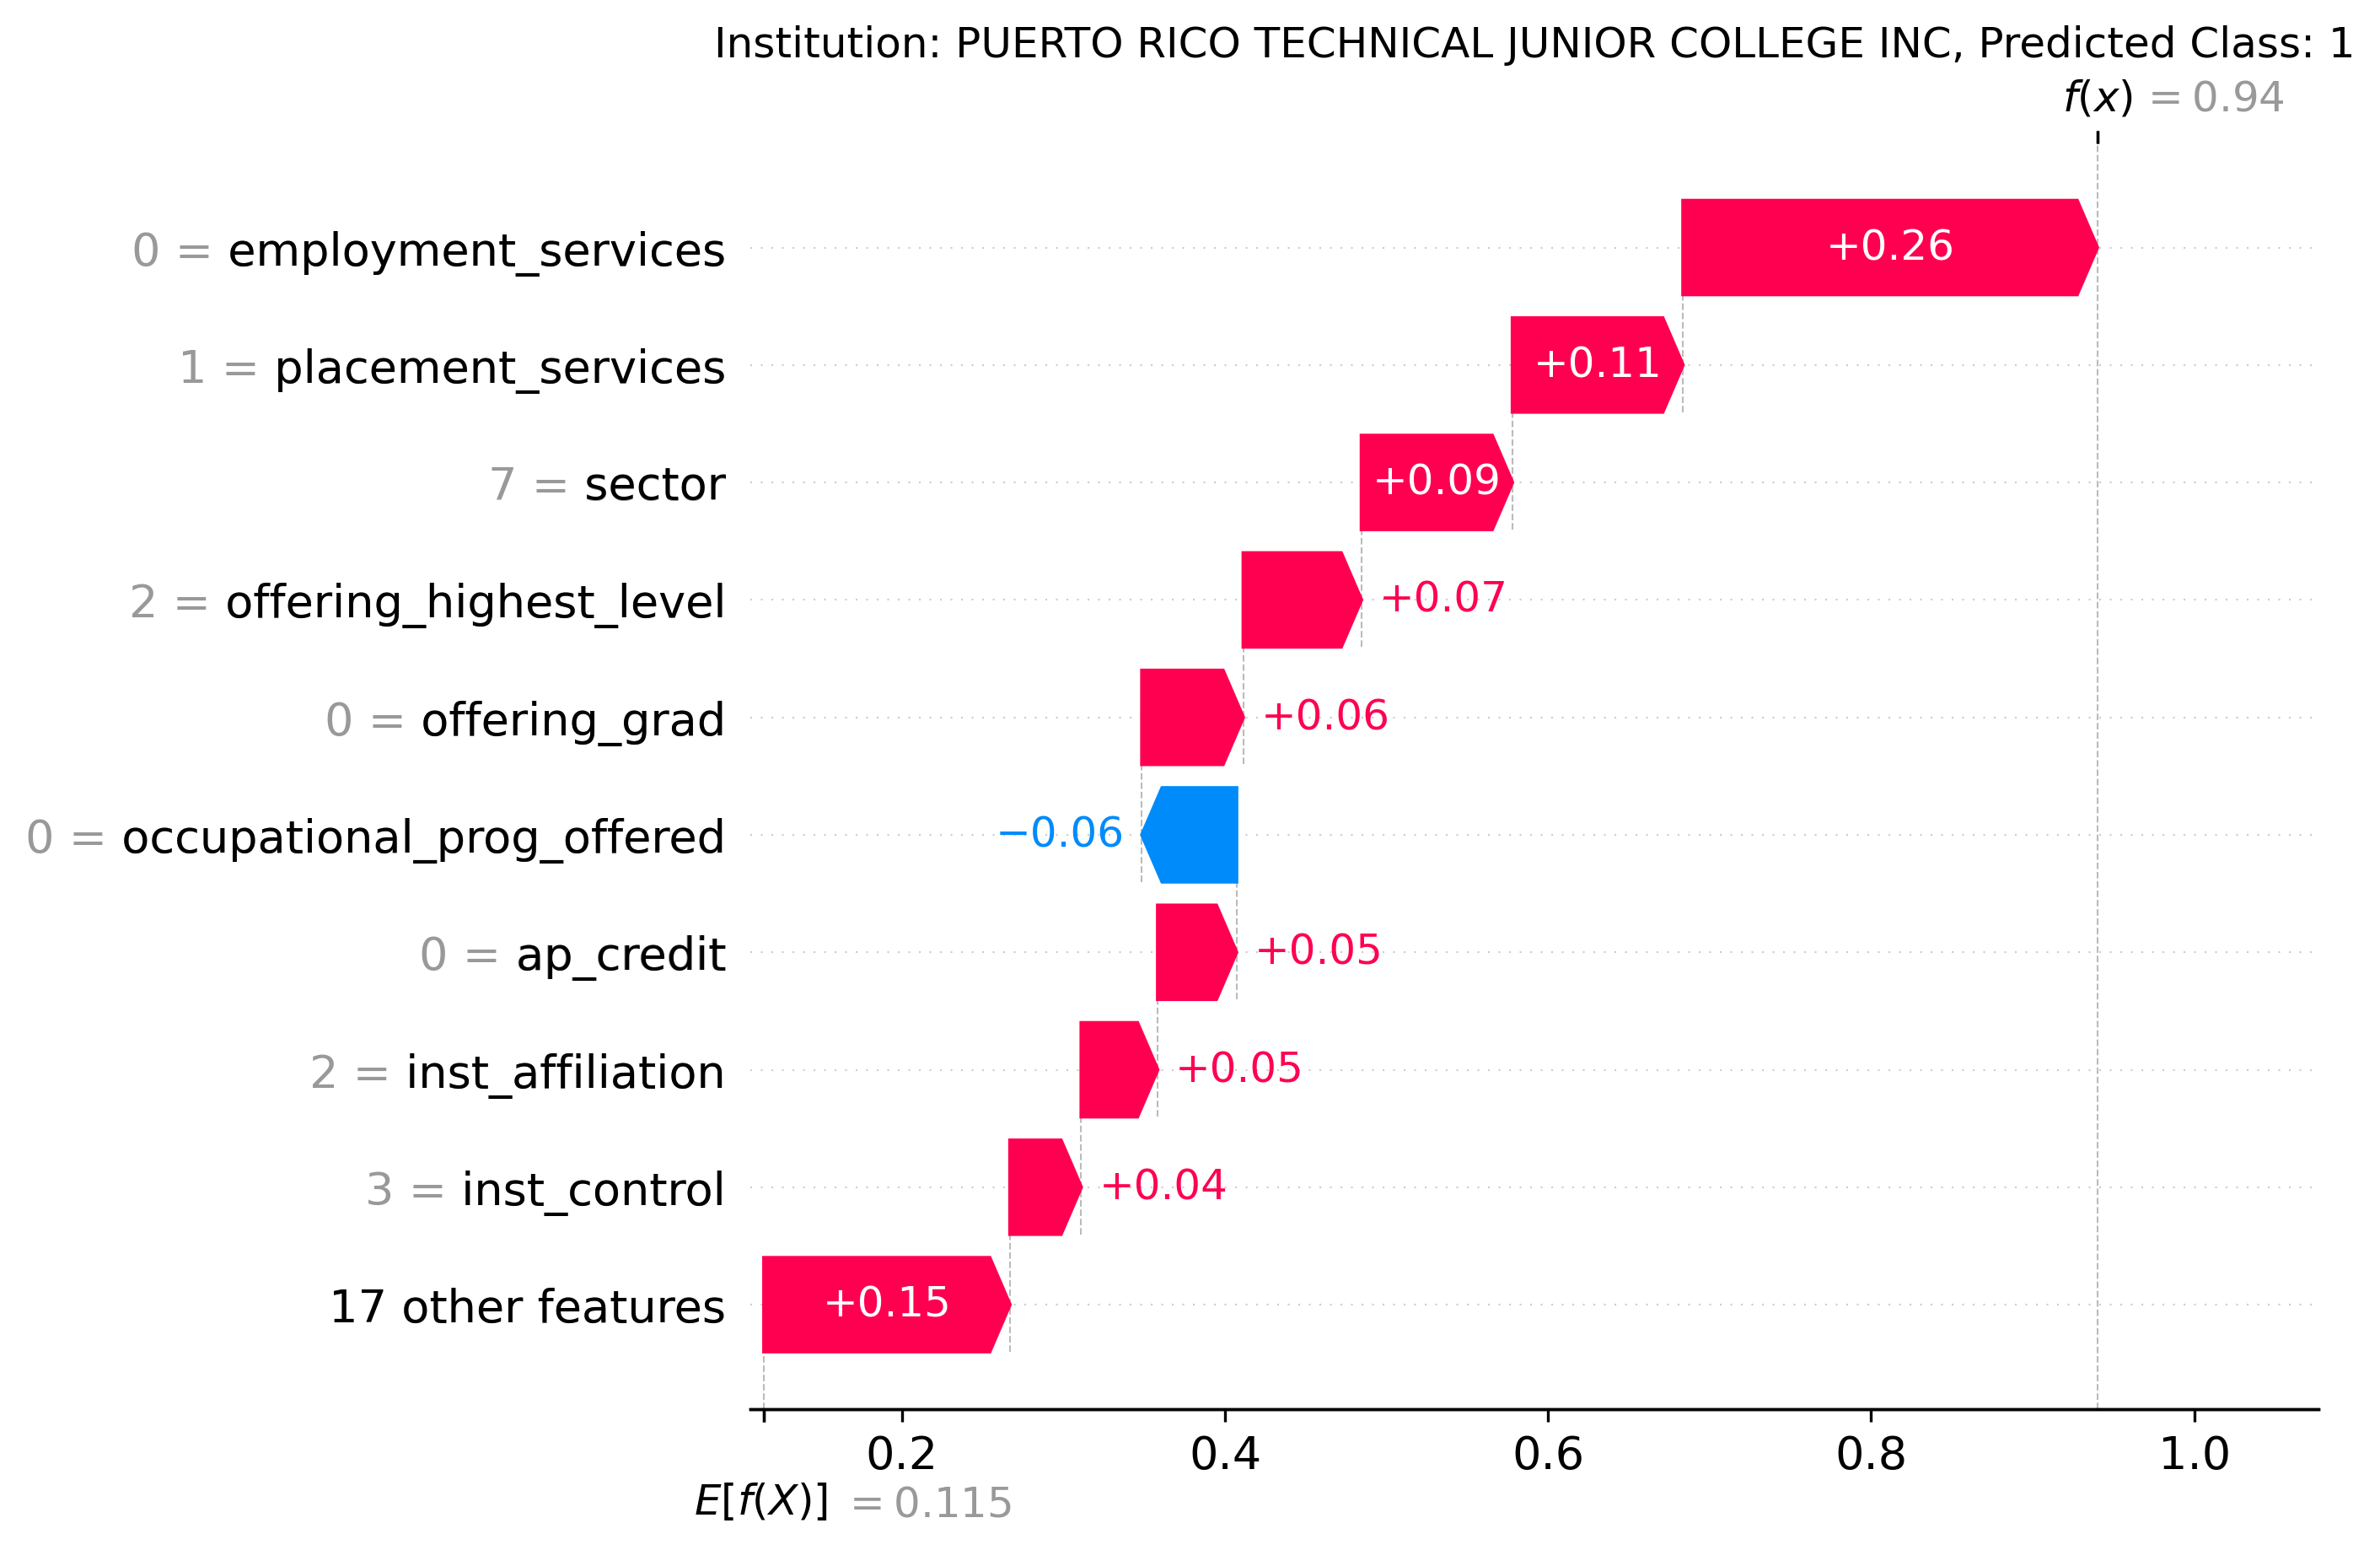 Institution: PUERTO RICO TECHNICAL JUNIOR COLLEGE INC, Predicted Class: 1
f(x) = 0.94
0 = employment_services +0.26
1 = placement_services +0.11
7 = sector +0.09
2 = offering_highest_level +0.07
0 = offering_grad +0.06
0 = occupational_prog_offered −0.06
0 = ap_credit +0.05
2 = inst_affiliation +0.05
3 = inst_control +0.04
17 other features +0.15
0.2 0.4 0.6 0.8 1.0
E[f(X)] = 0.115